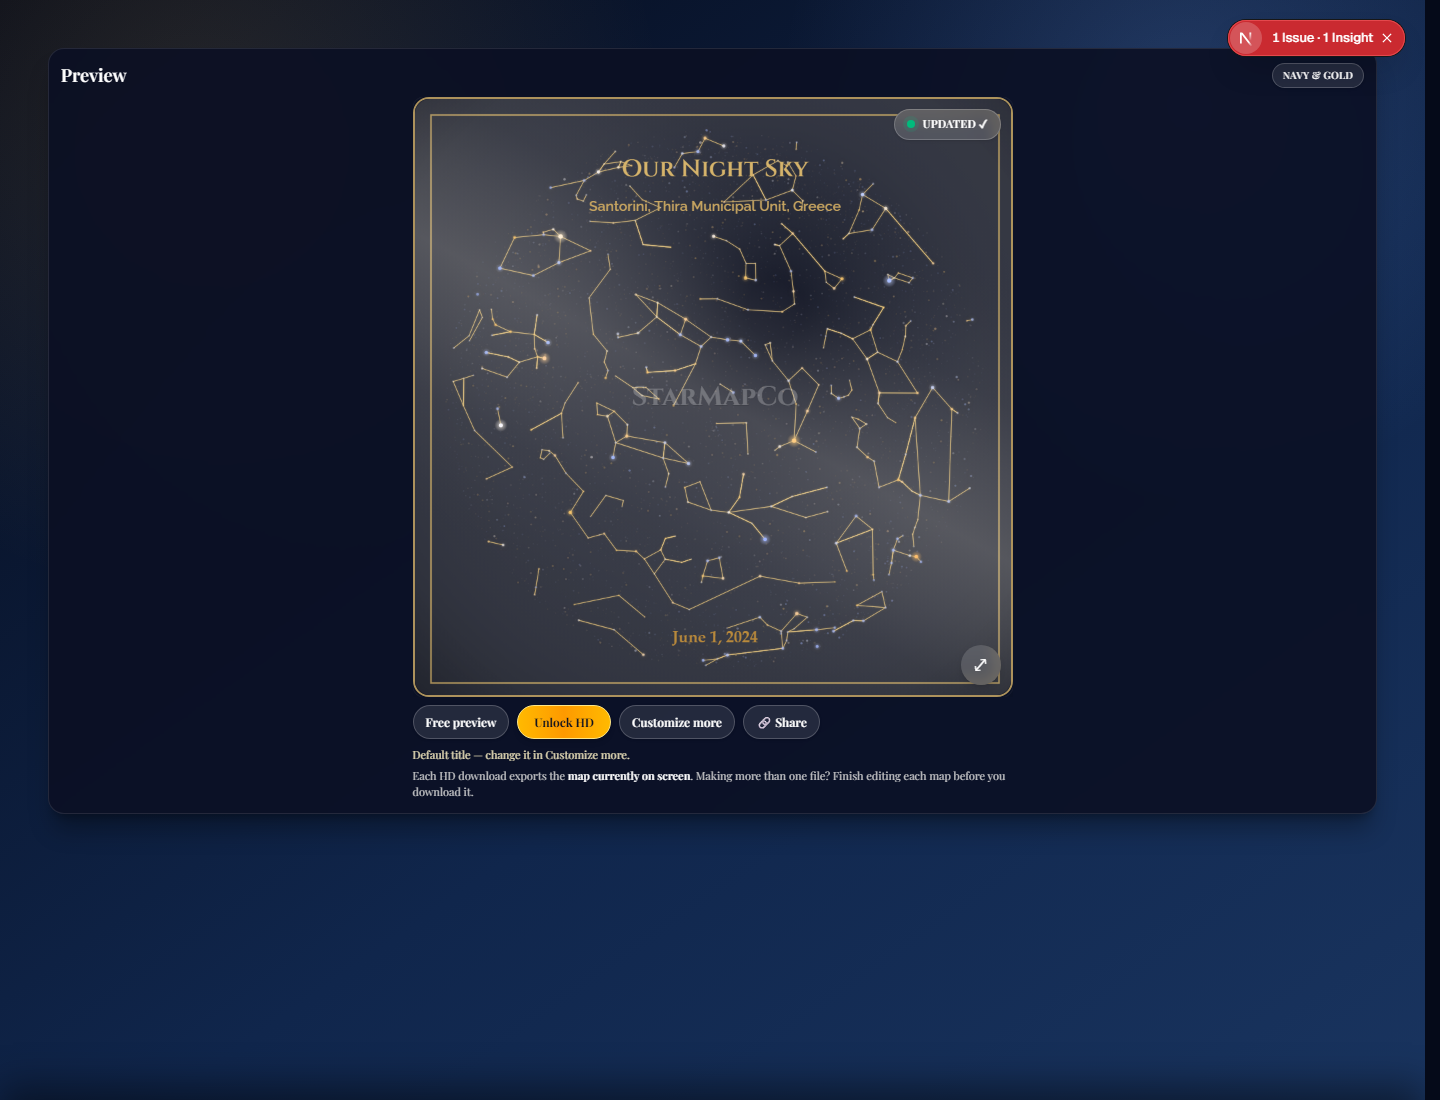 1 Issue · 1 Insight
Preview
NAVY & GOLD
UPDATED ✓
OUR NIGHT SKY
Santorini, Thira Municipal Unit, Greece
STARMAPCO
June 1, 2024
Free preview
Unlock HD
Customize more
Share
Default title — change it in Customize more.
Each HD download exports the map currently on screen. Making more than one file? Finish editing each map before you
download it.